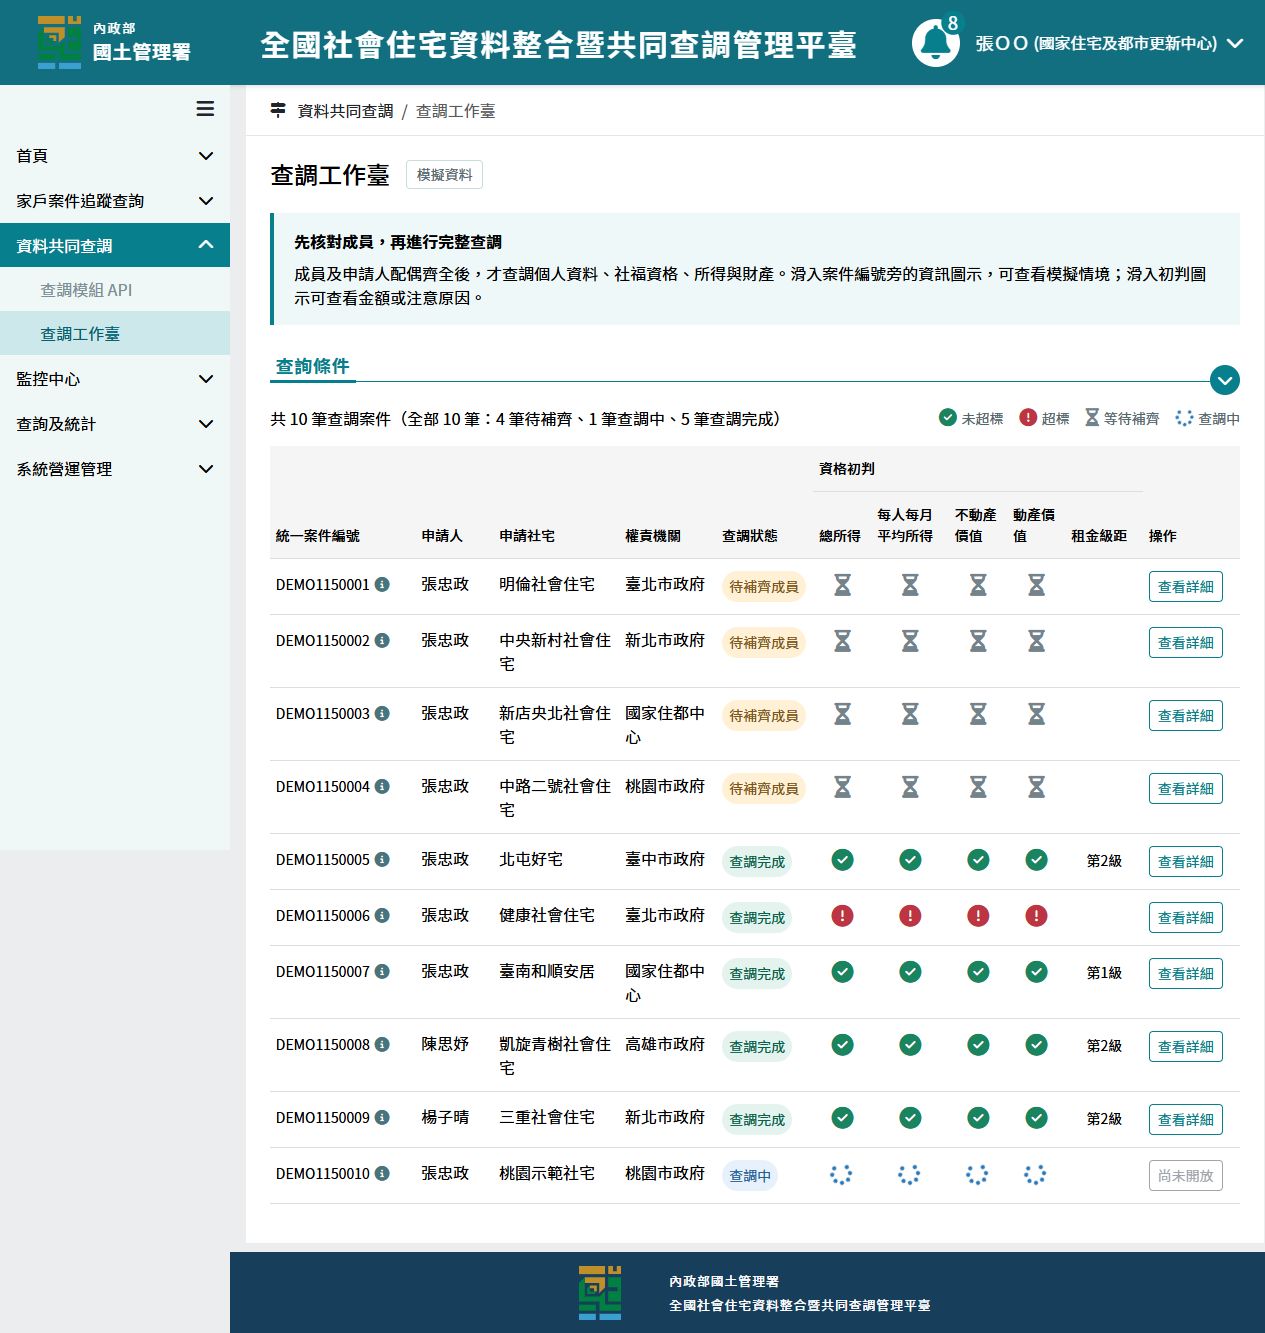 內政部
國土管理署
全國社會住宅資料整合暨共同查調管理平臺
8
張ＯＯ (國家住宅及都市更新中心)
首頁
家戶案件追蹤查詢
資料共同查調
查調模組 API
查調工作臺
監控中心
查詢及統計
系統營運管理
資料共同查調 / 查調工作臺
查調工作臺 模擬資料
先核對成員，再進行完整查調
成員及申請人配偶齊全後，才查調個人資料、社福資格、所得與財產。滑入案件編號旁的資訊圖示，可查看模擬情境；滑入初判圖
示可查看金額或注意原因。
查詢條件
共 10 筆查調案件（全部 10 筆：4 筆待補齊、1 筆查調中、5 筆查調完成） 未超標 超標 等待補齊 查調中
資格初判
統一案件編號 申請人 申請社宅 權責機關 查調狀態 總所得 每人每月平均所得 不動產價值 動產價值 租金級距 操作
DEMO1150001 張忠政 明倫社會住宅 臺北市政府 待補齊成員 查看詳細
DEMO1150002 張忠政 中央新村社會住宅 新北市政府 待補齊成員 查看詳細
DEMO1150003 張忠政 新店央北社會住宅 國家住都中心 待補齊成員 查看詳細
DEMO1150004 張忠政 中路二號社會住宅 桃園市政府 待補齊成員 查看詳細
DEMO1150005 張忠政 北屯好宅 臺中市政府 查調完成 第2級 查看詳細
DEMO1150006 張忠政 健康社會住宅 臺北市政府 查調完成 查看詳細
DEMO1150007 張忠政 臺南和順安居 國家住都中心 查調完成 第1級 查看詳細
DEMO1150008 陳思妤 凱旋青樹社會住宅 高雄市政府 查調完成 第2級 查看詳細
DEMO1150009 楊子晴 三重社會住宅 新北市政府 查調完成 第2級 查看詳細
DEMO1150010 張忠政 桃園示範社宅 桃園市政府 查調中 尚未開放
內政部國土管理署
全國社會住宅資料整合暨共同查調管理平臺